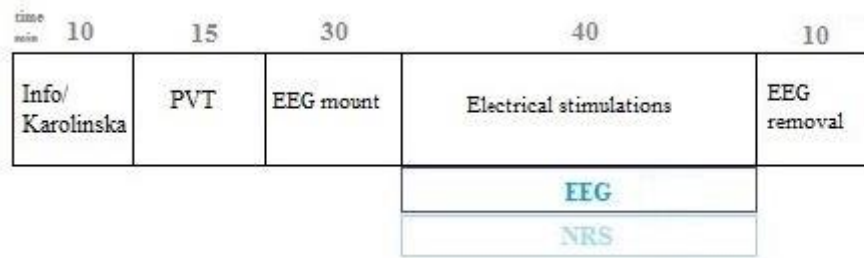 time
min 10 15 30 40 10
Info/ PVT EEG mount Electrical stimulations EEG
Karolinska removal
EEG
NRS